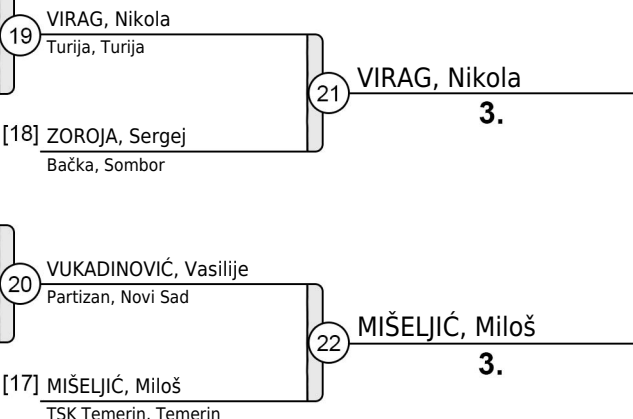 19
VIRAG, Nikola
Turija, Turija
21
VIRAG, Nikola
3.
[18] ZOROJA, Sergej
Bačka, Sombor
20
VUKADINOVIĆ, Vasilije
Partizan, Novi Sad
22
MIŠELJIĆ, Miloš
3.
[17] MIŠELJIĆ, Miloš
TSK Temerin, Temerin